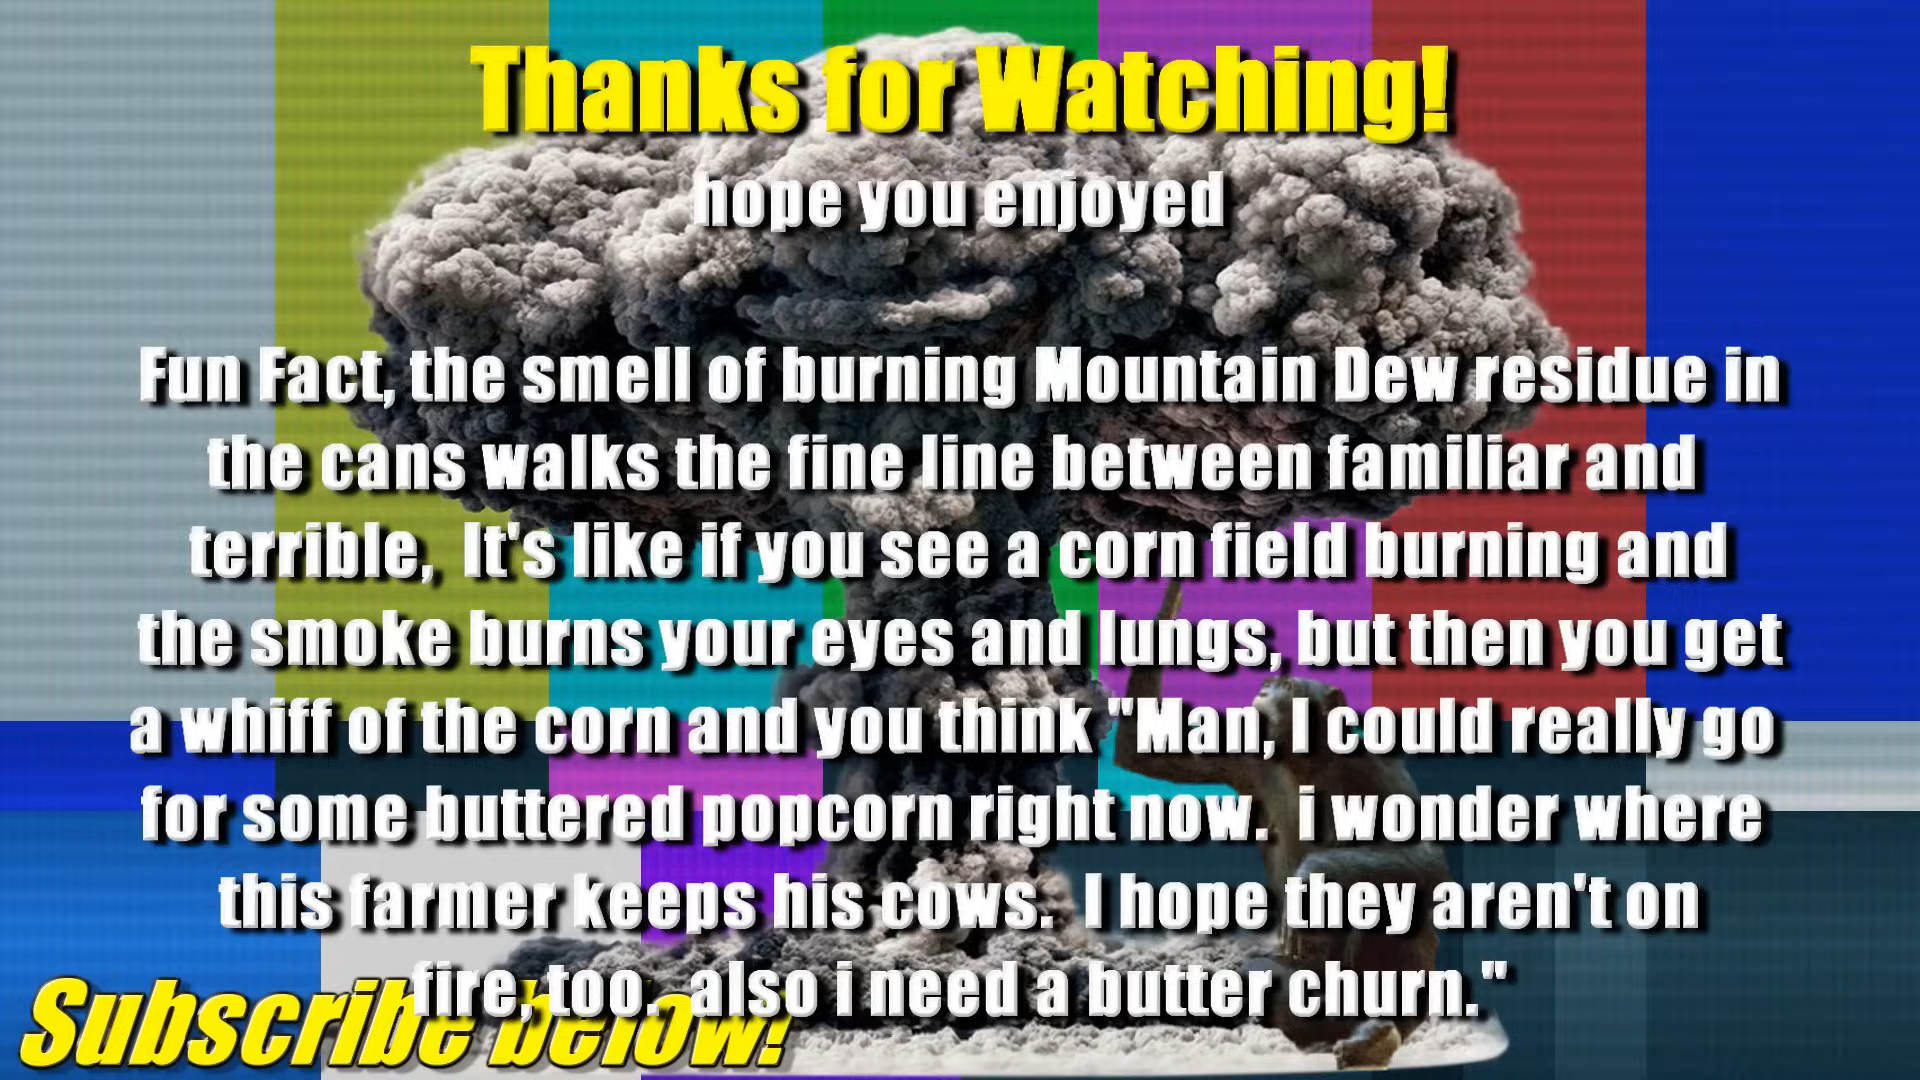 Thanks for Watching!
hope you enjoyed
Fun Fact, the smell of burning Mountain Dew residue in
the cans walks the fine line between familiar and
terrible,  It's like if you see a corn field burning and
the smoke burns your eyes and lungs, but then you get
a whiff of the corn and you think "Man, I could really go
for some buttered popcorn right now.  i wonder where
this farmer keeps his cows.  I hope they aren't on
fire, too.  also i need a butter churn."
Subscribe below!